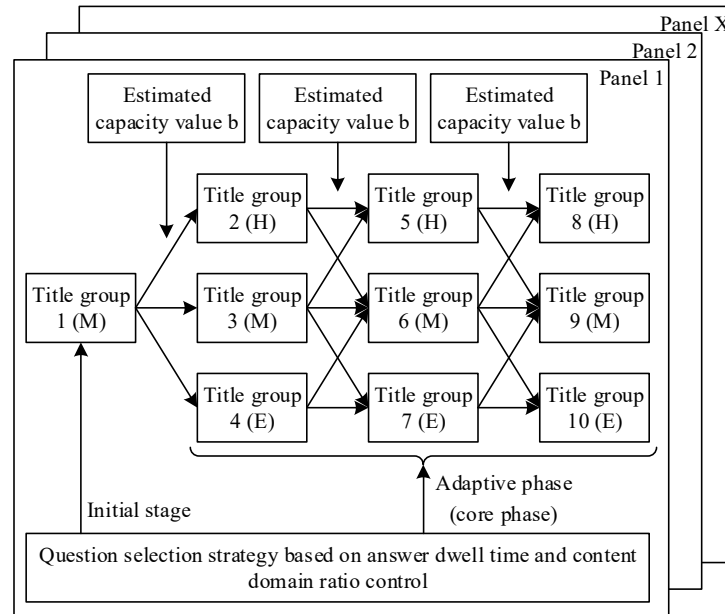 Panel X
Panel 2
Panel 1
Estimated
capacity value b
Estimated
capacity value b
Estimated
capacity value b
Title group
2 (H)
Title group
5 (H)
Title group
8 (H)
Title group
1 (M)
Title group
3 (M)
Title group
6 (M)
Title group
9 (M)
Title group
4 (E)
Title group
7 (E)
Title group
10 (E)
Initial stage
Adaptive phase
(core phase)
Question selection strategy based on answer dwell time and content
domain ratio control